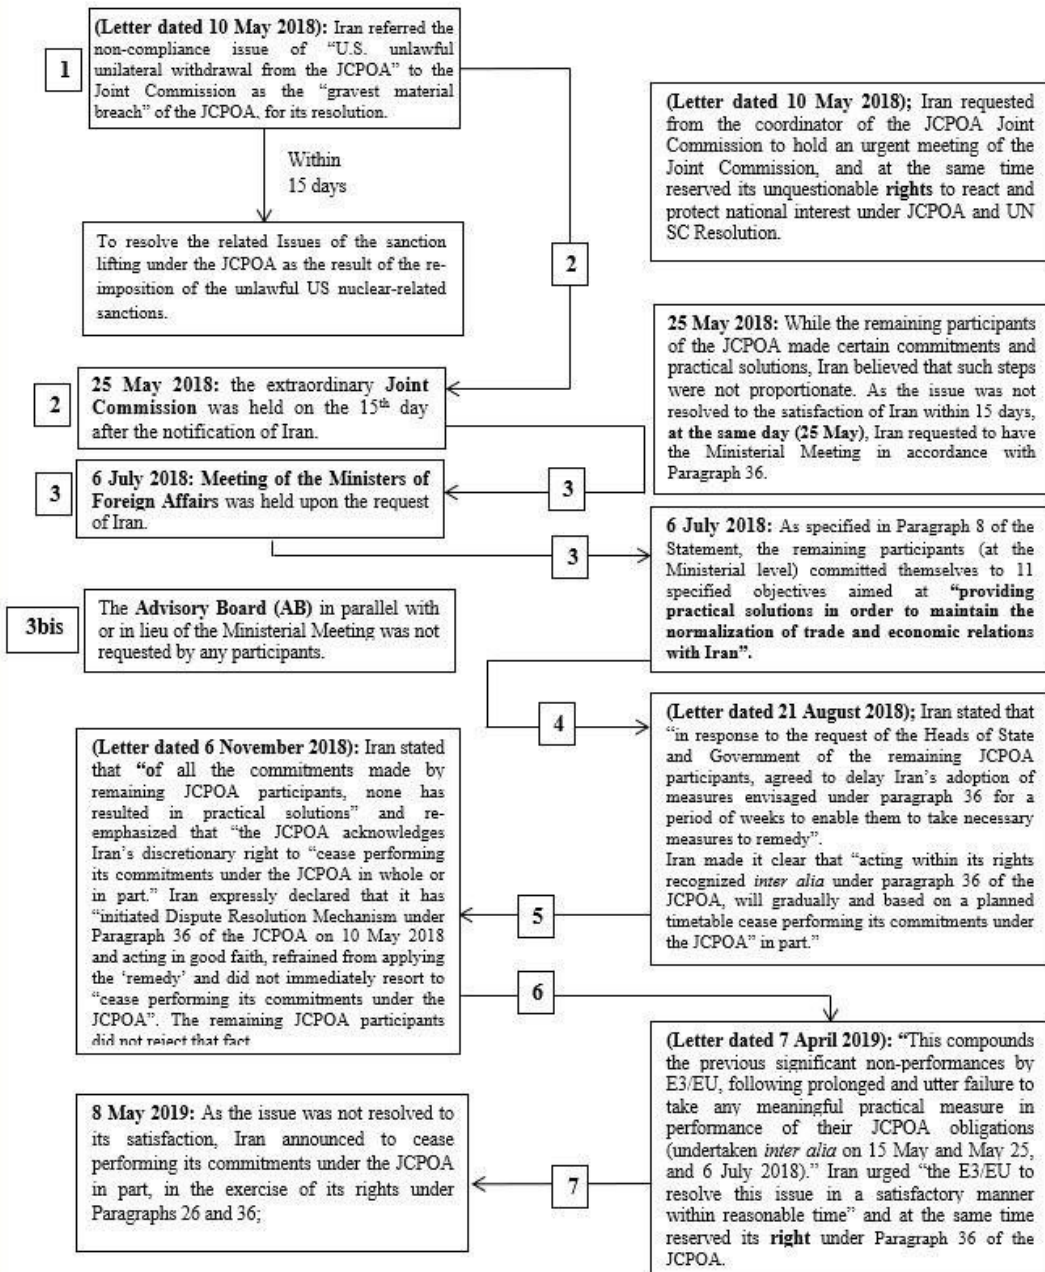 1
(Letter dated 10 May 2018): Iran referred the
non-compliance issue of “U.S. unlawful
unilateral withdrawal from the JCPOA” to the
Joint Commission as the “gravest material
breach” of the JCPOA, for its resolution.
Within
15 days
To resolve the related Issues of the sanction
lifting under the JCPOA as the result of the re-
imposition of the unlawful US nuclear-related
sanctions.
2
(Letter dated 10 May 2018); Iran requested
from the coordinator of the JCPOA Joint
Commission to hold an urgent meeting of the
Joint Commission, and at the same time
reserved its unquestionable rights to react and
protect national interest under JCPOA and UN
SC Resolution.
2
25 May 2018: the extraordinary Joint
Commission was held on the 15th day
after the notification of Iran.
25 May 2018: While the remaining participants
of the JCPOA made certain commitments and
practical solutions, Iran believed that such steps
were not proportionate. As the issue was not
resolved to the satisfaction of Iran within 15 days,
at the same day (25 May), Iran requested to have
the Ministerial Meeting in accordance with
Paragraph 36.
3
6 July 2018: Meeting of the Ministers of
Foreign Affairs was held upon the request
of Iran.
3
3
6 July 2018: As specified in Paragraph 8 of the
Statement, the remaining participants (at the
Ministerial level) committed themselves to 11
specified objectives aimed at “providing
practical solutions in order to maintain the
normalization of trade and economic relations
with Iran”.
3bis
The Advisory Board (AB) in parallel with
or in lieu of the Ministerial Meeting was not
requested by any participants.
4
(Letter dated 21 August 2018); Iran stated that
“in response to the request of the Heads of State
and Government of the remaining JCPOA
participants, agreed to delay Iran’s adoption of
measures envisaged under paragraph 36 for a
period of weeks to enable them to take necessary
measures to remedy”.
Iran made it clear that “acting within its rights
recognized inter alia under paragraph 36 of the
JCPOA, will gradually and based on a planned
timetable cease performing its commitments under
the JCPOA” in part.”
5
(Letter dated 6 November 2018): Iran stated
that “of all the commitments made by
remaining JCPOA participants, none has
resulted in practical solutions” and re-
emphasized that “the JCPOA acknowledges
Iran’s discretionary right to “cease performing
its commitments under the JCPOA in whole or
in part.” Iran expressly declared that it has
“initiated Dispute Resolution Mechanism under
Paragraph 36 of the JCPOA on 10 May 2018
and acting in good faith, refrained from applying
the ‘remedy’ and did not immediately resort to
“cease performing its commitments under the
JCPOA”. The remaining JCPOA participants
did not reject that fact
6
(Letter dated 7 April 2019): “This compounds
the previous significant non-performances by
E3/EU, following prolonged and utter failure to
take any meaningful practical measure in
performance of their JCPOA obligations
(undertaken inter alia on 15 May and May 25,
and 6 July 2018).” Iran urged “the E3/EU to
resolve this issue in a satisfactory manner
within reasonable time” and at the same time
reserved its right under Paragraph 36 of the
JCPOA.
7
8 May 2019: As the issue was not resolved to
its satisfaction, Iran announced to cease
performing its commitments under the JCPOA
in part, in the exercise of its rights under
Paragraphs 26 and 36;